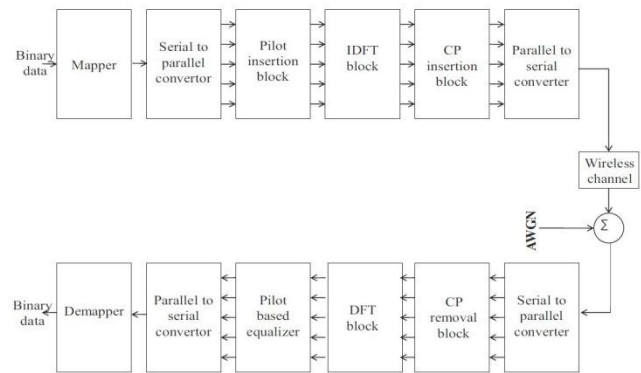 Binary
data
Mapper
Serial to
parallel
convertor
Pilot
insertion
block
IDFT
block
CP
insertion
block
Parallel to
serial
converter
Wireless
channel
AWGN
Σ
Binary
data
Demapper
Parallel to
serial
convertor
Pilot
based
equalizer
DFT
block
CP
removal
block
Serial to
parallel
converter